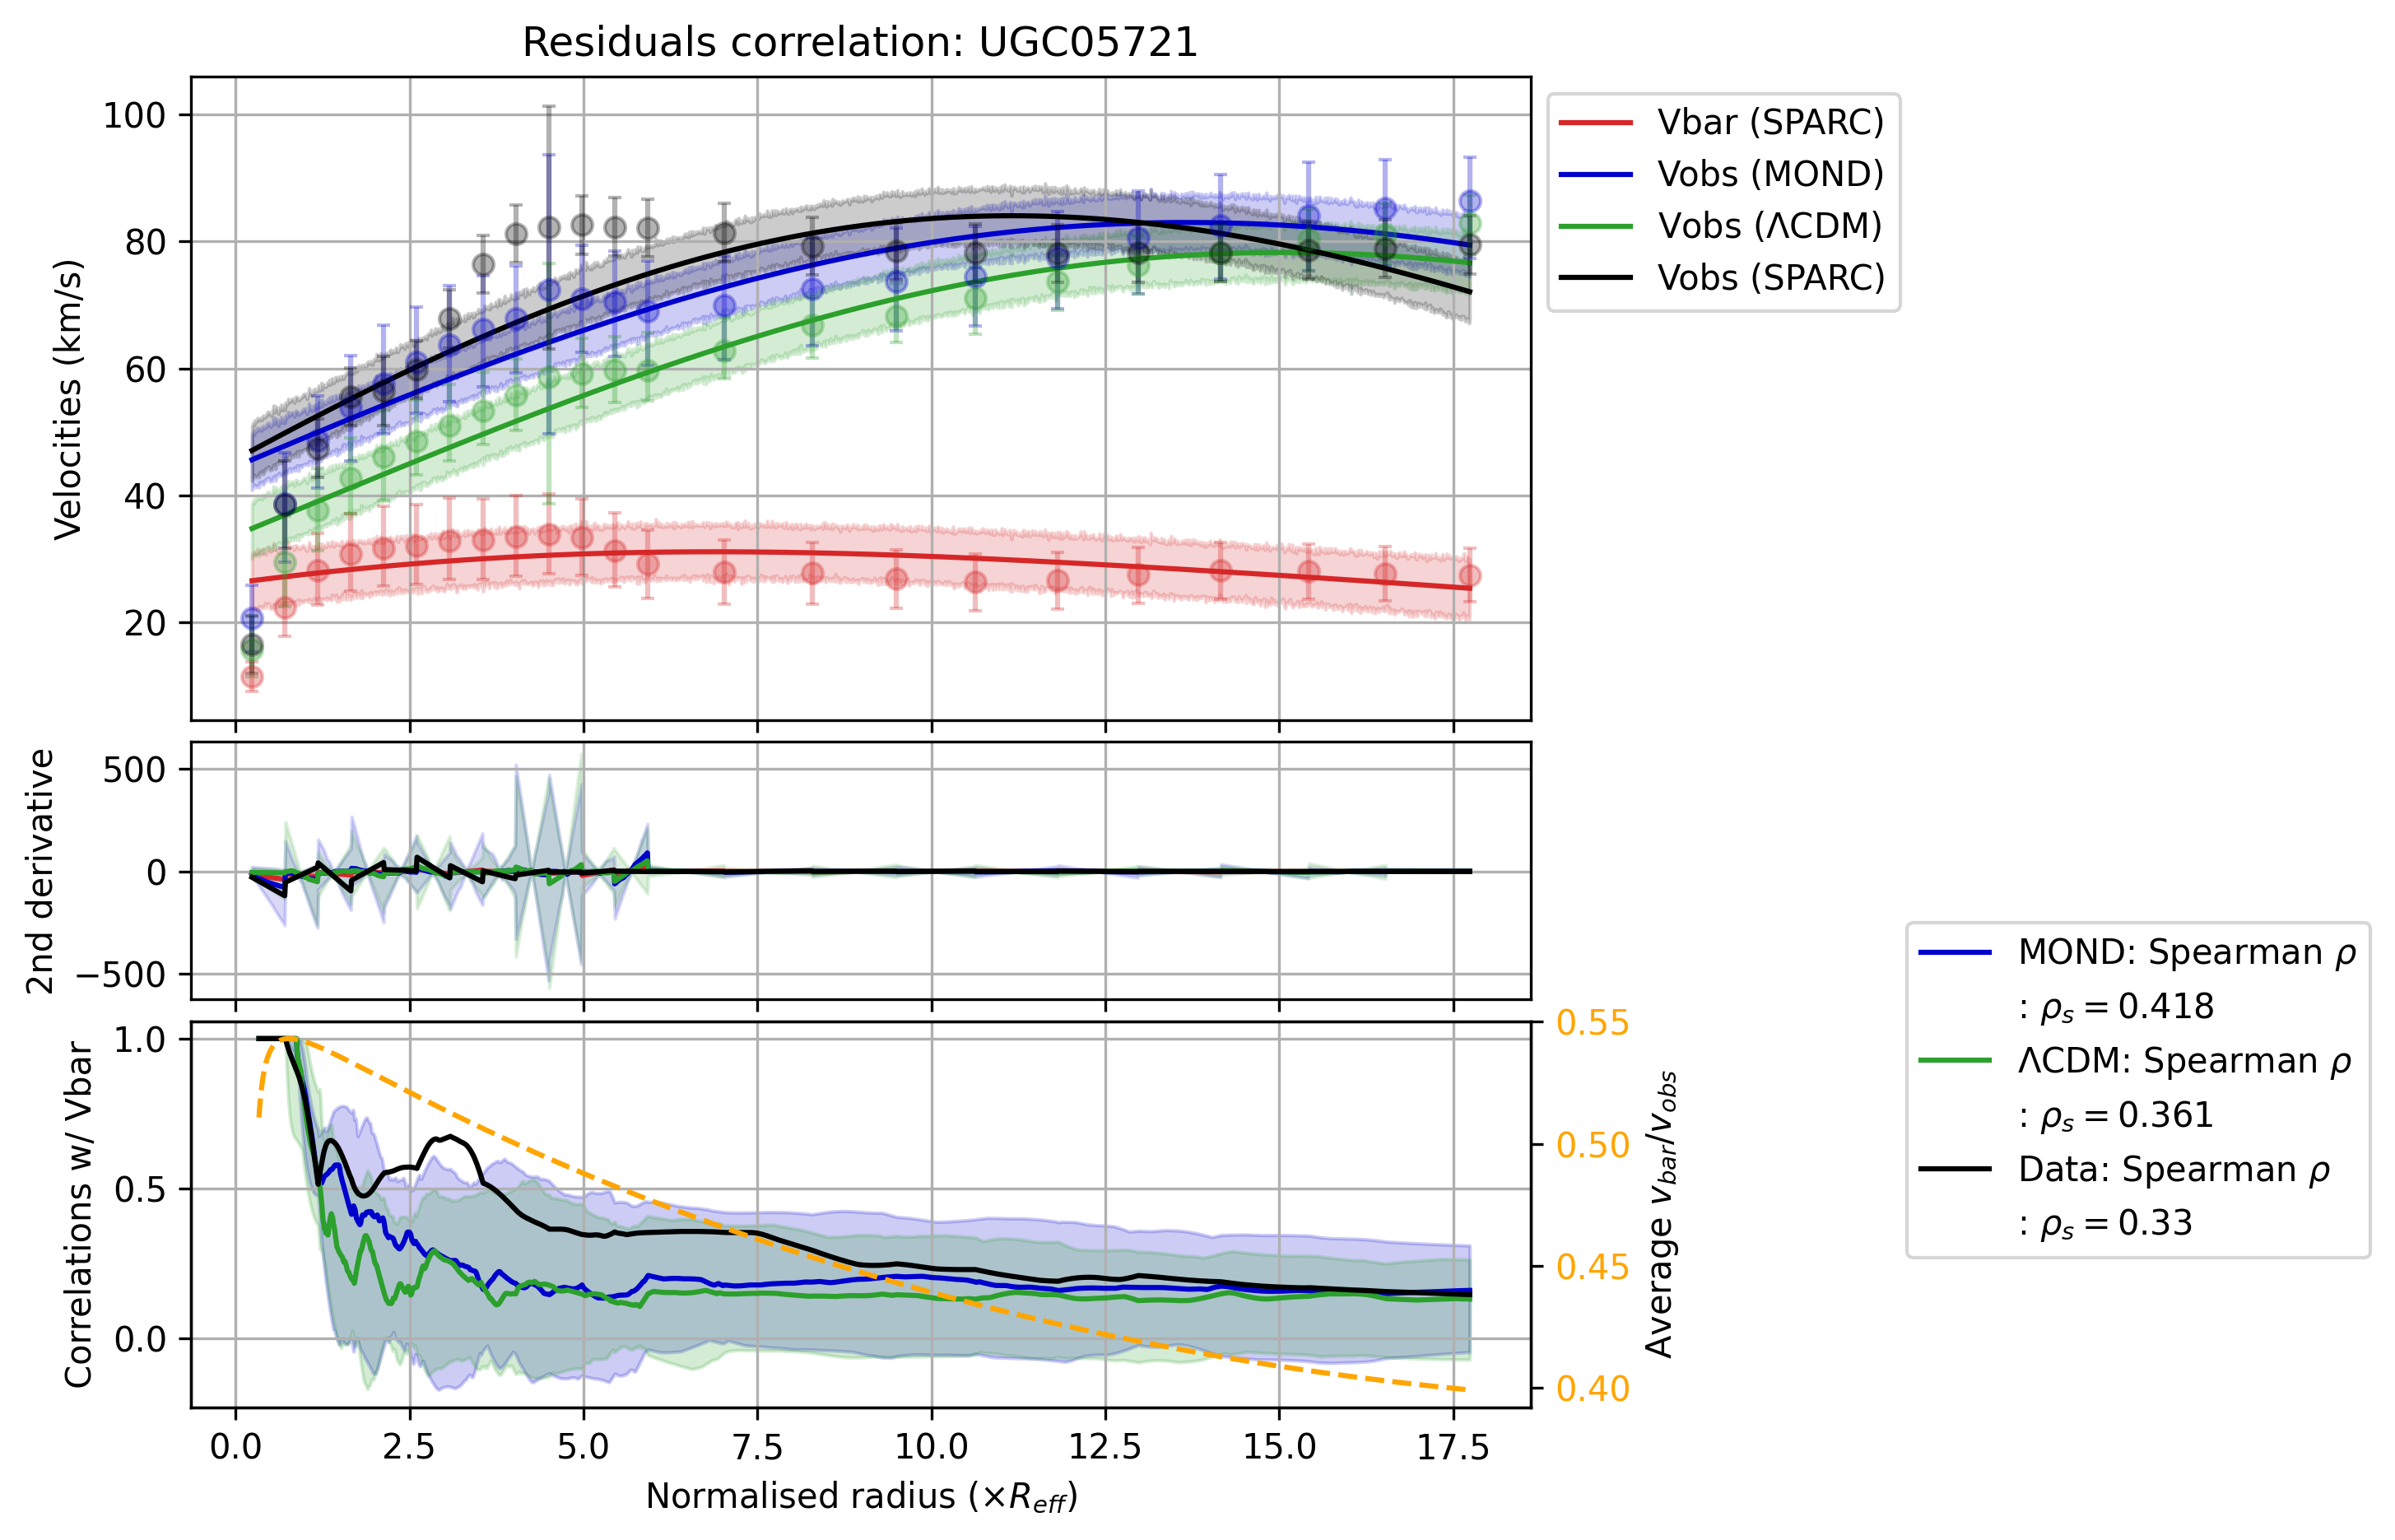 Residuals correlation: UGC05721
Velocities (km/s)
100
80
60
40
20
Vbar (SPARC)
Vobs (MOND)
Vobs (ΛCDM)
Vobs (SPARC)
2nd derivative
500
0
−500
Correlations w/ Vbar
1.0
0.5
0.0
0.55
0.50
0.45
0.40
Average v_bar/v_obs
MOND: Spearman ρ
: ρ_s = 0.418
ΛCDM: Spearman ρ
: ρ_s = 0.361
Data: Spearman ρ
: ρ_s = 0.33
0.0 2.5 5.0 7.5 10.0 12.5 15.0 17.5
Normalised radius (×R_eff)